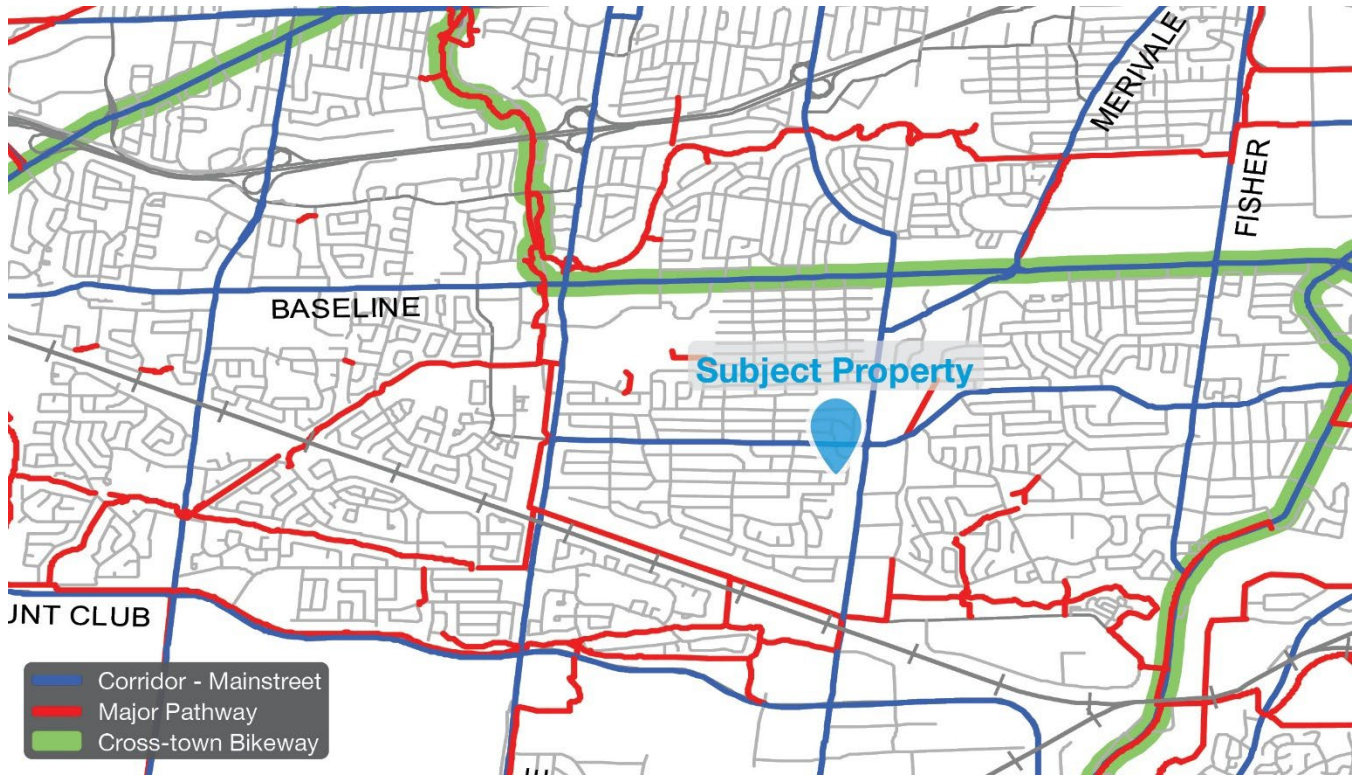 MERIVALE
FISHER
BASELINE
Subject Property
UNT CLUB
Corridor - Mainstreet
Major Pathway
Cross-town Bikeway